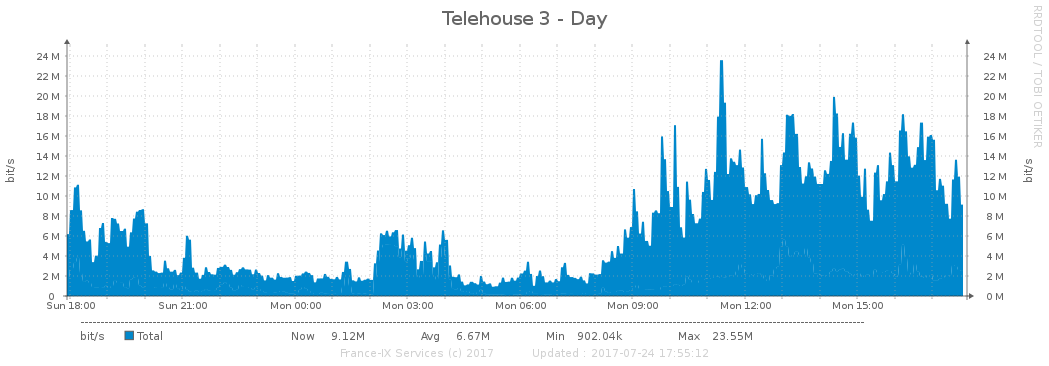 Telehouse 3 - Day
RRDTOOL / TOBI OETIKER
bit/s
bit/s
24 M 24 M
22 M 22 M
20 M 20 M
18 M 18 M
16 M 16 M
14 M 14 M
12 M 12 M
10 M 10 M
8 M 8 M
6 M 6 M
4 M 4 M
2 M 2 M
0 0 M
Sun 18:00 Sun 21:00 Mon 00:00 Mon 03:00 Mon 06:00 Mon 09:00 Mon 12:00 Mon 15:00
bit/s Total Now 9.12M Avg 6.67M Min 902.04k Max 23.55M
France-IX Services (c) 2017 Updated : 2017-07-24 17:55:12